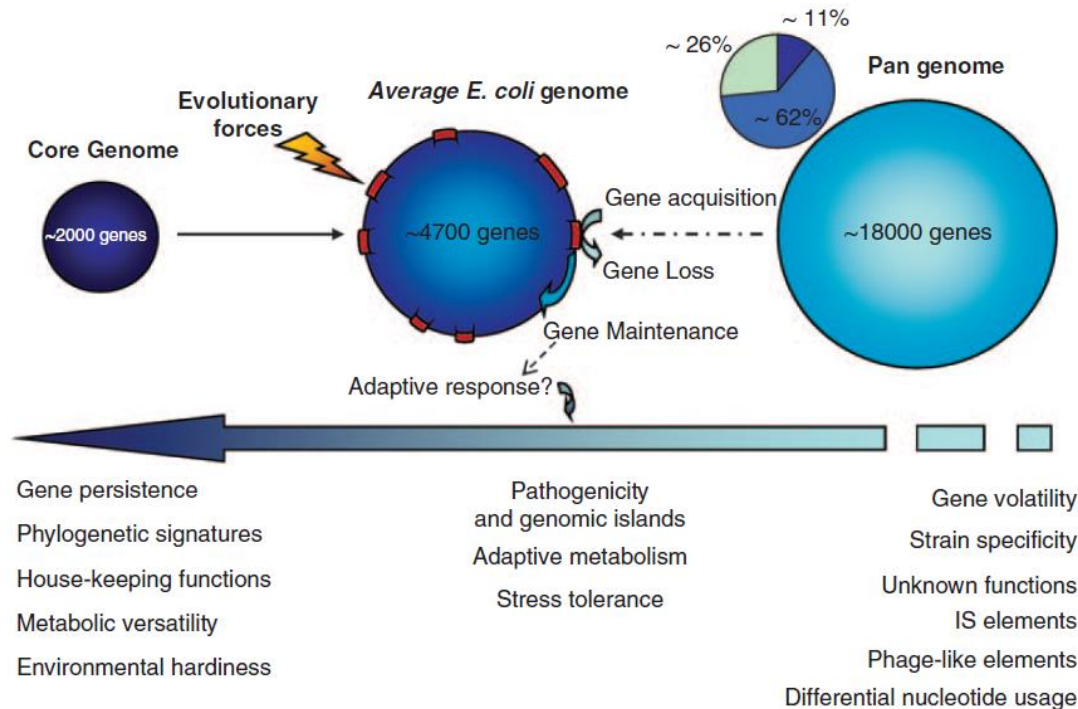 ~ 11%
~ 26%
~ 62%
Pan genome
Average E. coli genome
Evolutionary
forces
Core Genome
~2000 genes
~4700 genes
Gene acquisition
Gene Loss
~18000 genes
Gene Maintenance
Adaptive response?
Gene persistence
Phylogenetic signatures
House-keeping functions
Metabolic versatility
Environmental hardiness
Pathogenicity
and genomic islands
Adaptive metabolism
Stress tolerance
Gene volatility
Strain specificity
Unknown functions
IS elements
Phage-like elements
Differential nucleotide usage